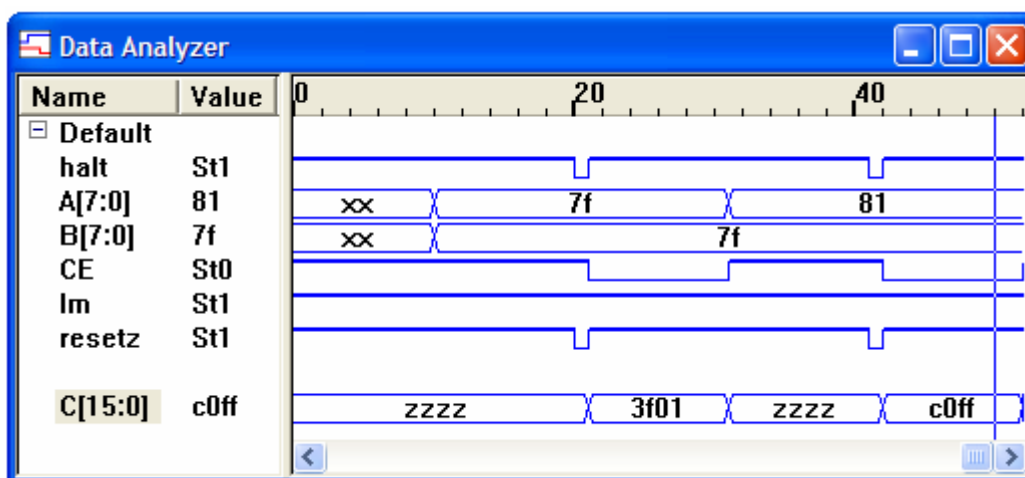 Data Analyzer
Name Value 0 20 40
Default
halt St1
A[7:0] 81 xx 7f 81
B[7:0] 7f xx 7f
CE St0
lm St1
resetz St1
C[15:0] c0ff zzzz 3f01 zzzz c0ff